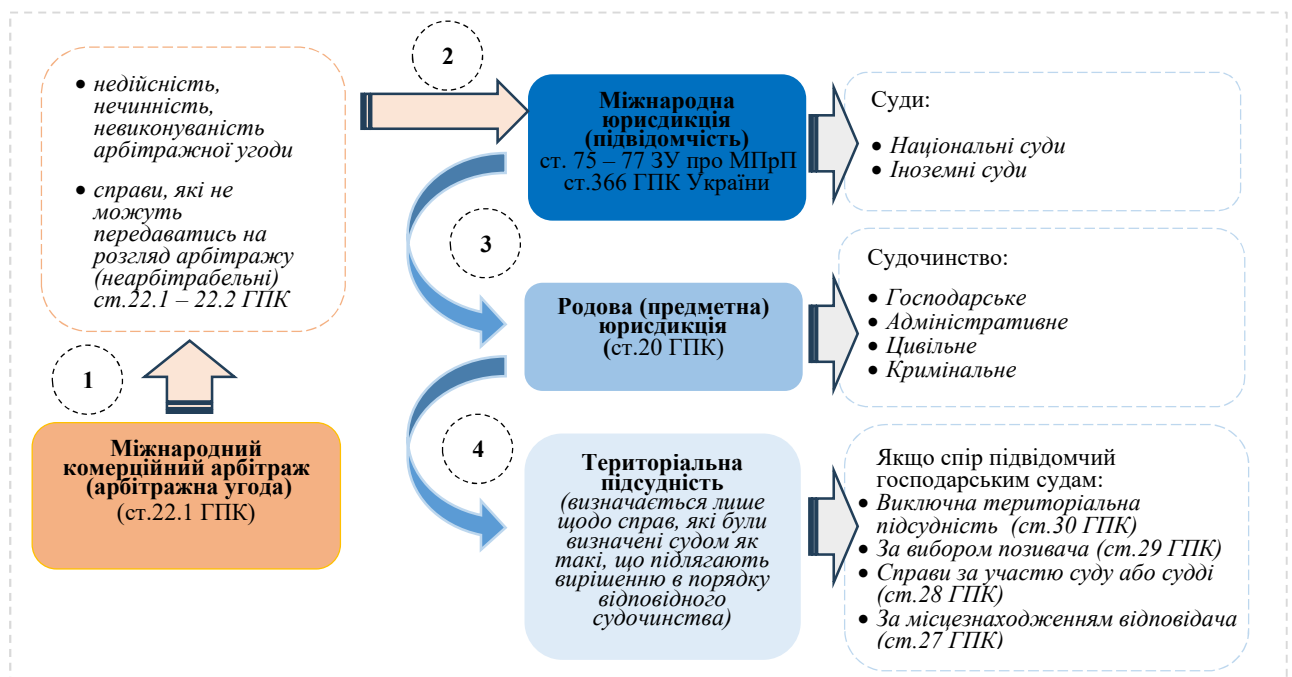 1
• недійсність,
нечинність,
невиконуваність
арбітражної угоди
• справи, які не
можуть
передаватись на
розгляд арбітражу
(неарбітрабельні)
ст.22.1 – 22.2 ГПК
Міжнародний
комерційний арбітраж
(арбітражна угода)
(ст.22.1 ГПК)
2
Міжнародна
юрисдикція
(підвідомчість)
ст. 75 – 77 ЗУ про МПрП
ст.366 ГПК України
Суди:
• Національні суди
• Іноземні суди
3
Родова (предметна)
юрисдикція
(ст.20 ГПК)
Судочинство:
• Господарське
• Адміністративне
• Цивільне
• Кримінальне
4
Територіальна
підсудність
(визначається лише
щодо справ, які були
визначені судом як
такі, що підлягають
вирішенню в порядку
відповідного
судочинства)
Якщо спір підвідомчий
господарським судам:
• Виключна територіальна
підсудність (ст.30 ГПК)
• За вибором позивача (ст.29 ГПК)
• Справи за участю суду або судді
(ст.28 ГПК)
• За місцезнаходженням відповідача
(ст.27 ГПК)